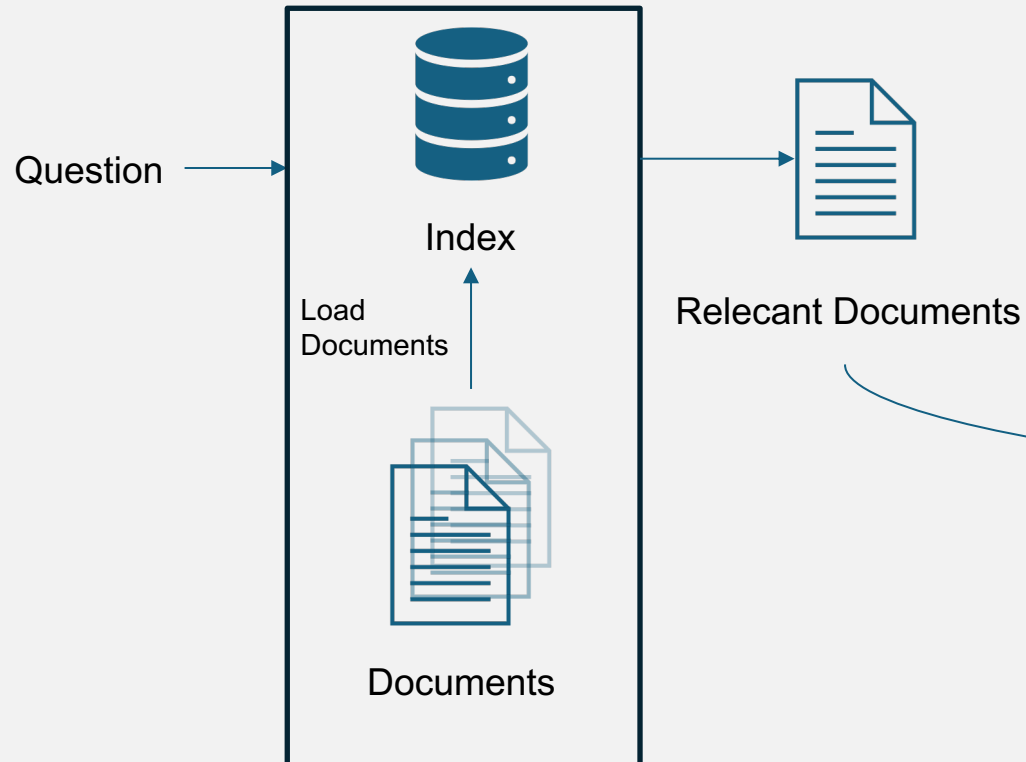 Question
Index
Load
Documents
Relecant Documents
Documents